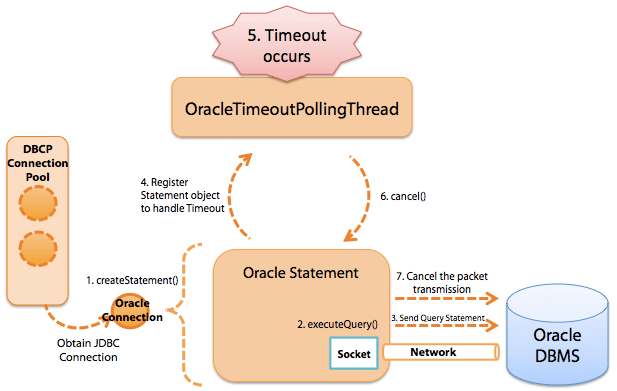 5. Timeout
occurs
OracleTimeoutPollingThread
DBCP
Connection
Pool
4. Register
Statement object
to handle Timeout
6. cancel()
1. createStatement()
Oracle
Connection
Obtain JDBC
Connection
Oracle Statement
2. executeQuery()
Socket
7. Cancel the packet
transmission
3. Send Query Statement
Network
Oracle
DBMS